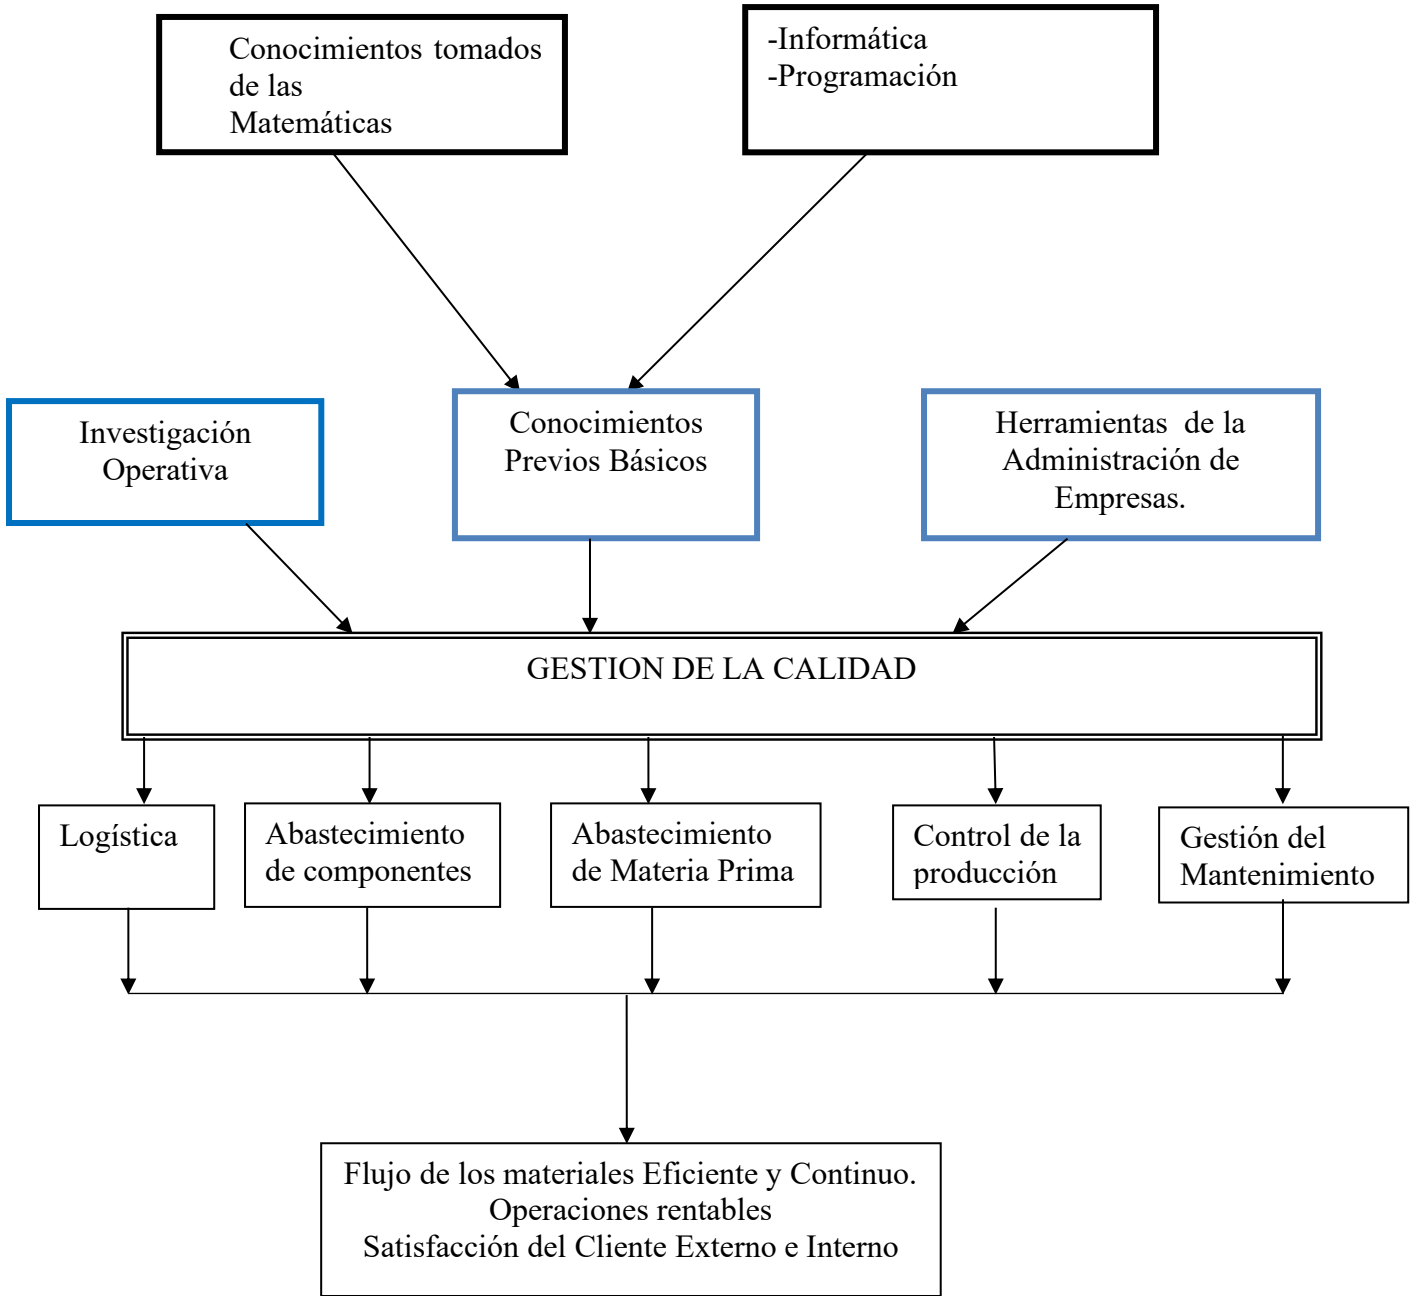 Conocimientos tomados
de las
Matemáticas
-Informática
-Programación
Investigación
Operativa
Conocimientos
Previos Básicos
Herramientas de la
Administración de
Empresas.
GESTION DE LA CALIDAD
Logística
Abastecimiento
de componentes
Abastecimiento
de Materia Prima
Control de la
producción
Gestión del
Mantenimiento
Flujo de los materiales Eficiente y Continuo.
Operaciones rentables
Satisfacción del Cliente Externo e Interno